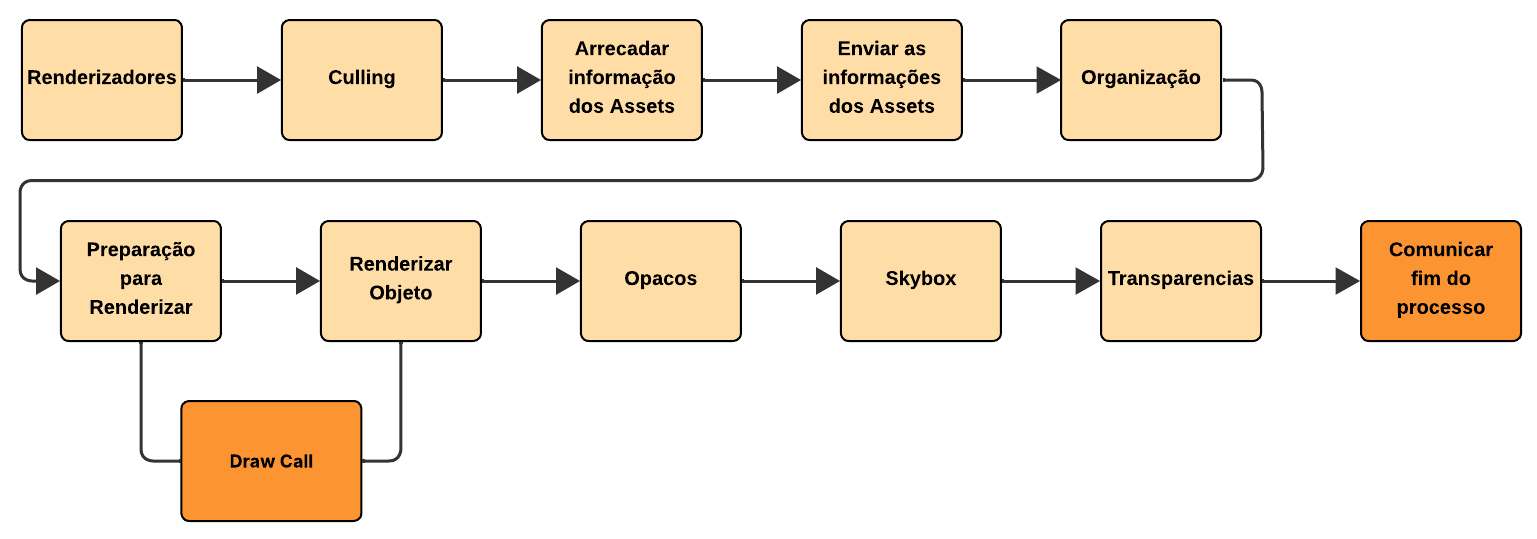 Renderizadores
Culling
Arrecadar
informação
dos Assets
Enviar as
informações
dos Assets
Organização
Preparação
para
Renderizar
Renderizar
Objeto
Opacos
Skybox
Transparencias
Comunicar
fim do
processo
Draw Call